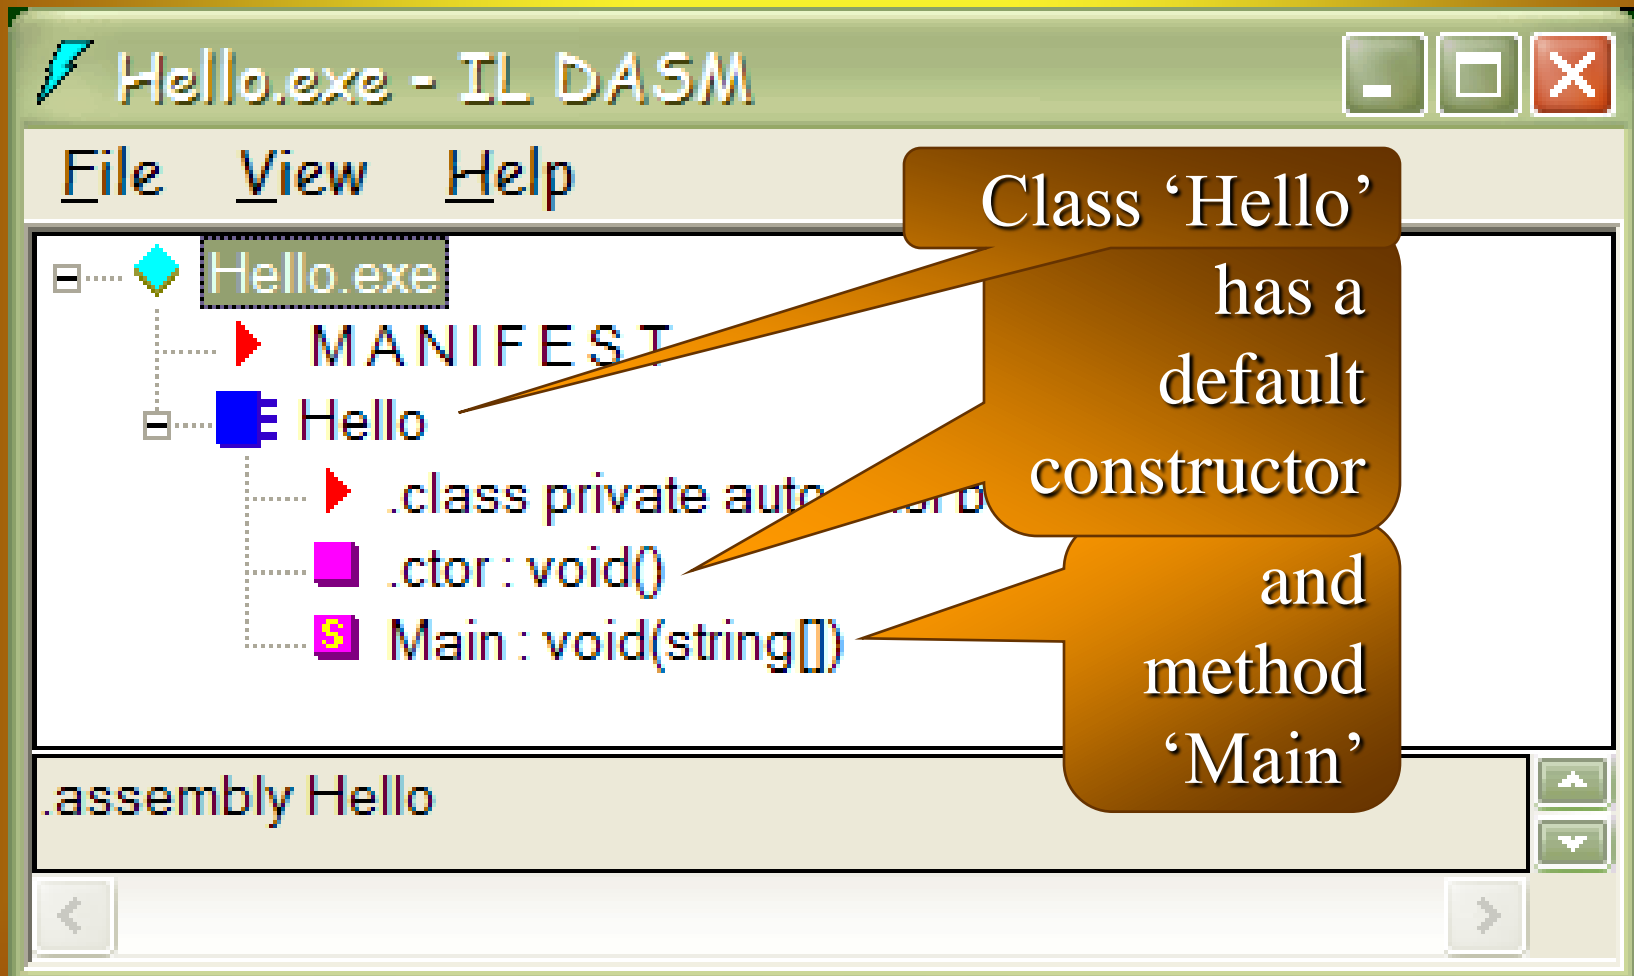 Hello.exe - IL DASM
File View Help
Hello.exe
M A N I F E S T
Hello
.class private auto
.ctor : void()
Main : void(string[])
Class ‘Hello’
has a
default
constructor
and
method
‘Main’
.assembly Hello